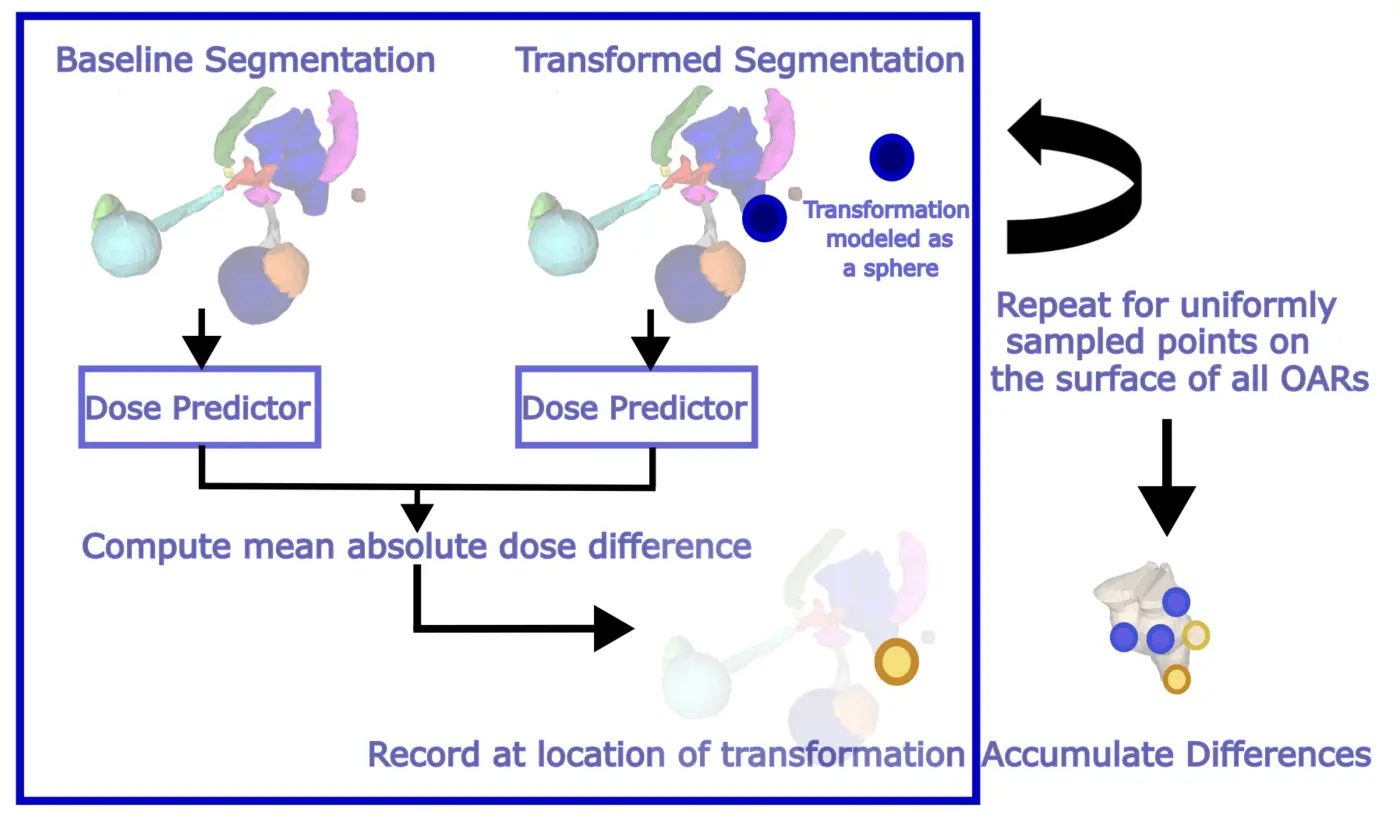 Baseline Segmentation
Transformed Segmentation
Transformation
modeled as
a sphere
Dose Predictor
Dose Predictor
Compute mean absolute dose difference
Record at location of transformation
Repeat for uniformly
sampled points on
the surface of all OARs
Accumulate Differences